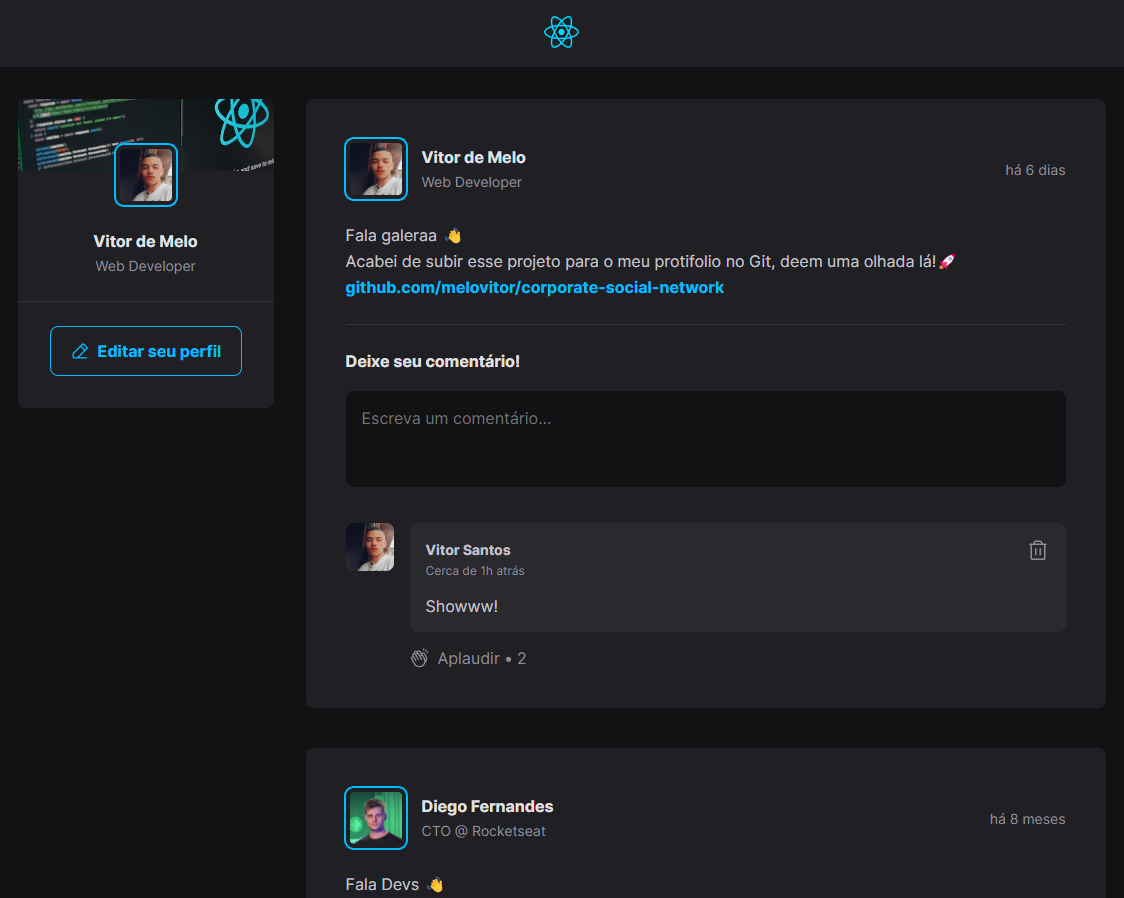 Vitor de Melo
Web Developer
Editar seu perfil
Vitor de Melo
Web Developer
há 6 dias
Fala galeraa 👋
Acabei de subir esse projeto para o meu protifolio no Git, deem uma olhada lá!🚀
github.com/melovitor/corporate-social-network
Deixe seu comentário!
Escreva um comentário...
Vitor Santos
Cerca de 1h atrás
Showww!
Aplaudir • 2
Diego Fernandes
CTO @ Rocketseat
há 8 meses
Fala Devs 👋